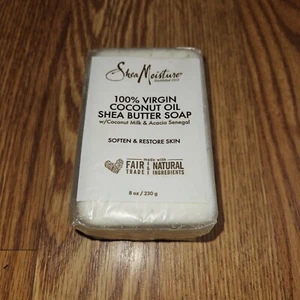 SheaMoisture
100% VIRGIN
COCONUT OIL
SHEA BUTTER SOAP
w/Coconut Milk & Acacia Senegal
SOFTEN & RESTORE SKIN
made with
FAIR & NATURAL
TRADE INGREDIENTS
8 oz / 230 g